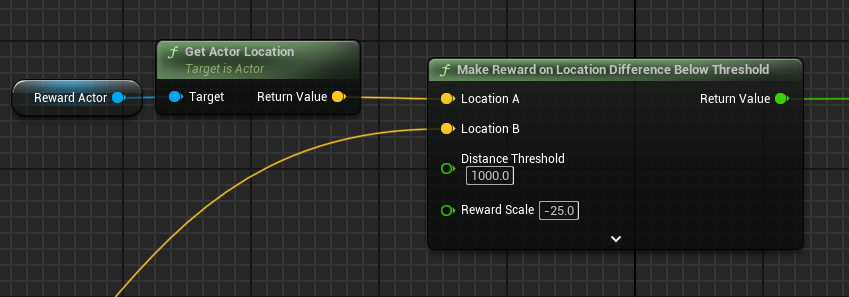 Get Actor Location
Target is Actor
Reward Actor
Target
Return Value
Make Reward on Location Difference Below Threshold
Location A
Return Value
Location B
Distance Threshold
1000.0
Reward Scale
-25.0